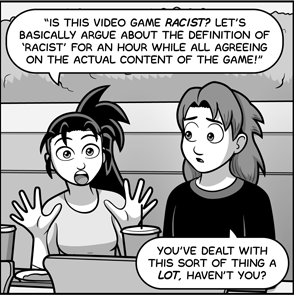 "IS THIS VIDEO GAME RACIST? LET'S
BASICALLY ARGUE ABOUT THE DEFINITION OF
'RACIST' FOR AN HOUR WHILE ALL AGREEING
ON THE ACTUAL CONTENT OF THE GAME!"
YOU'VE DEALT WITH
THIS SORT OF THING A
LOT, HAVEN'T YOU?